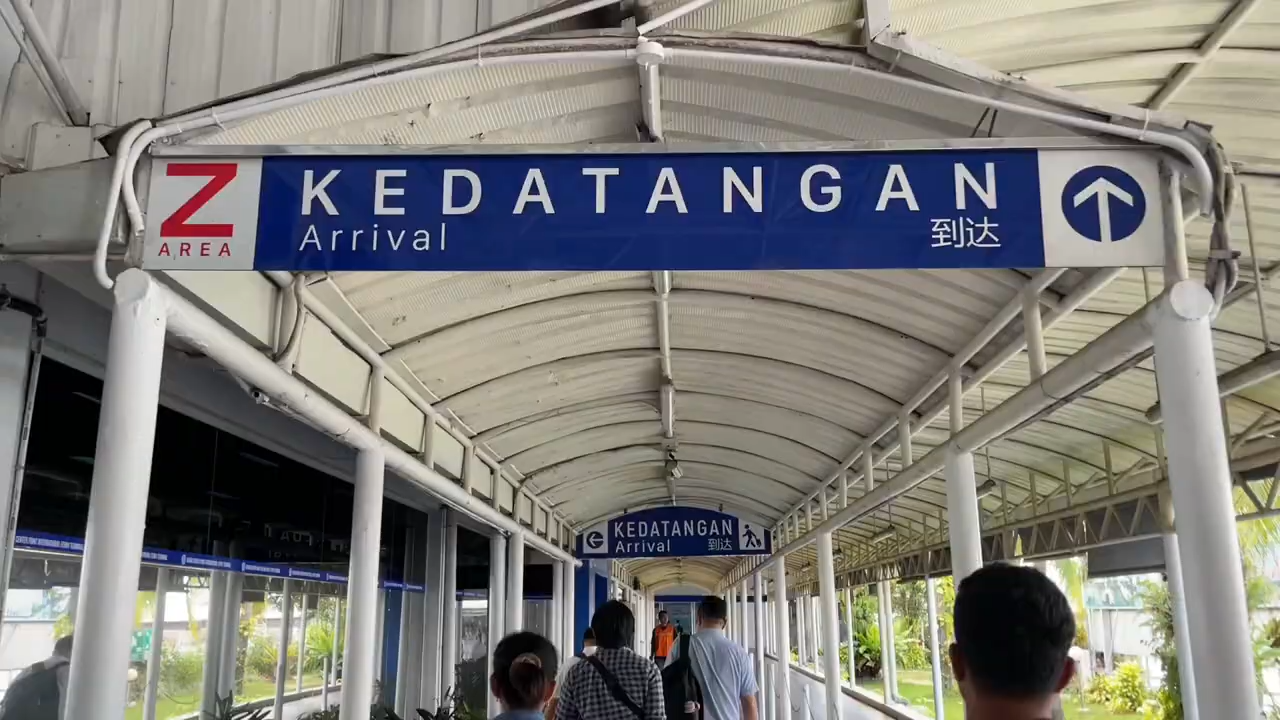 Z
AREA
KEDATANGAN
Arrival
到达
KEDATANGAN
Arrival
到达